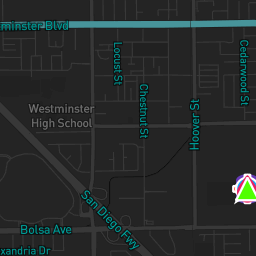 minster Blvd
Locust St
Chestnut St
Cedarwood St
Hoover St
Westminster
High School
San Diego Fwy
Bolsa Ave
xandria Dr